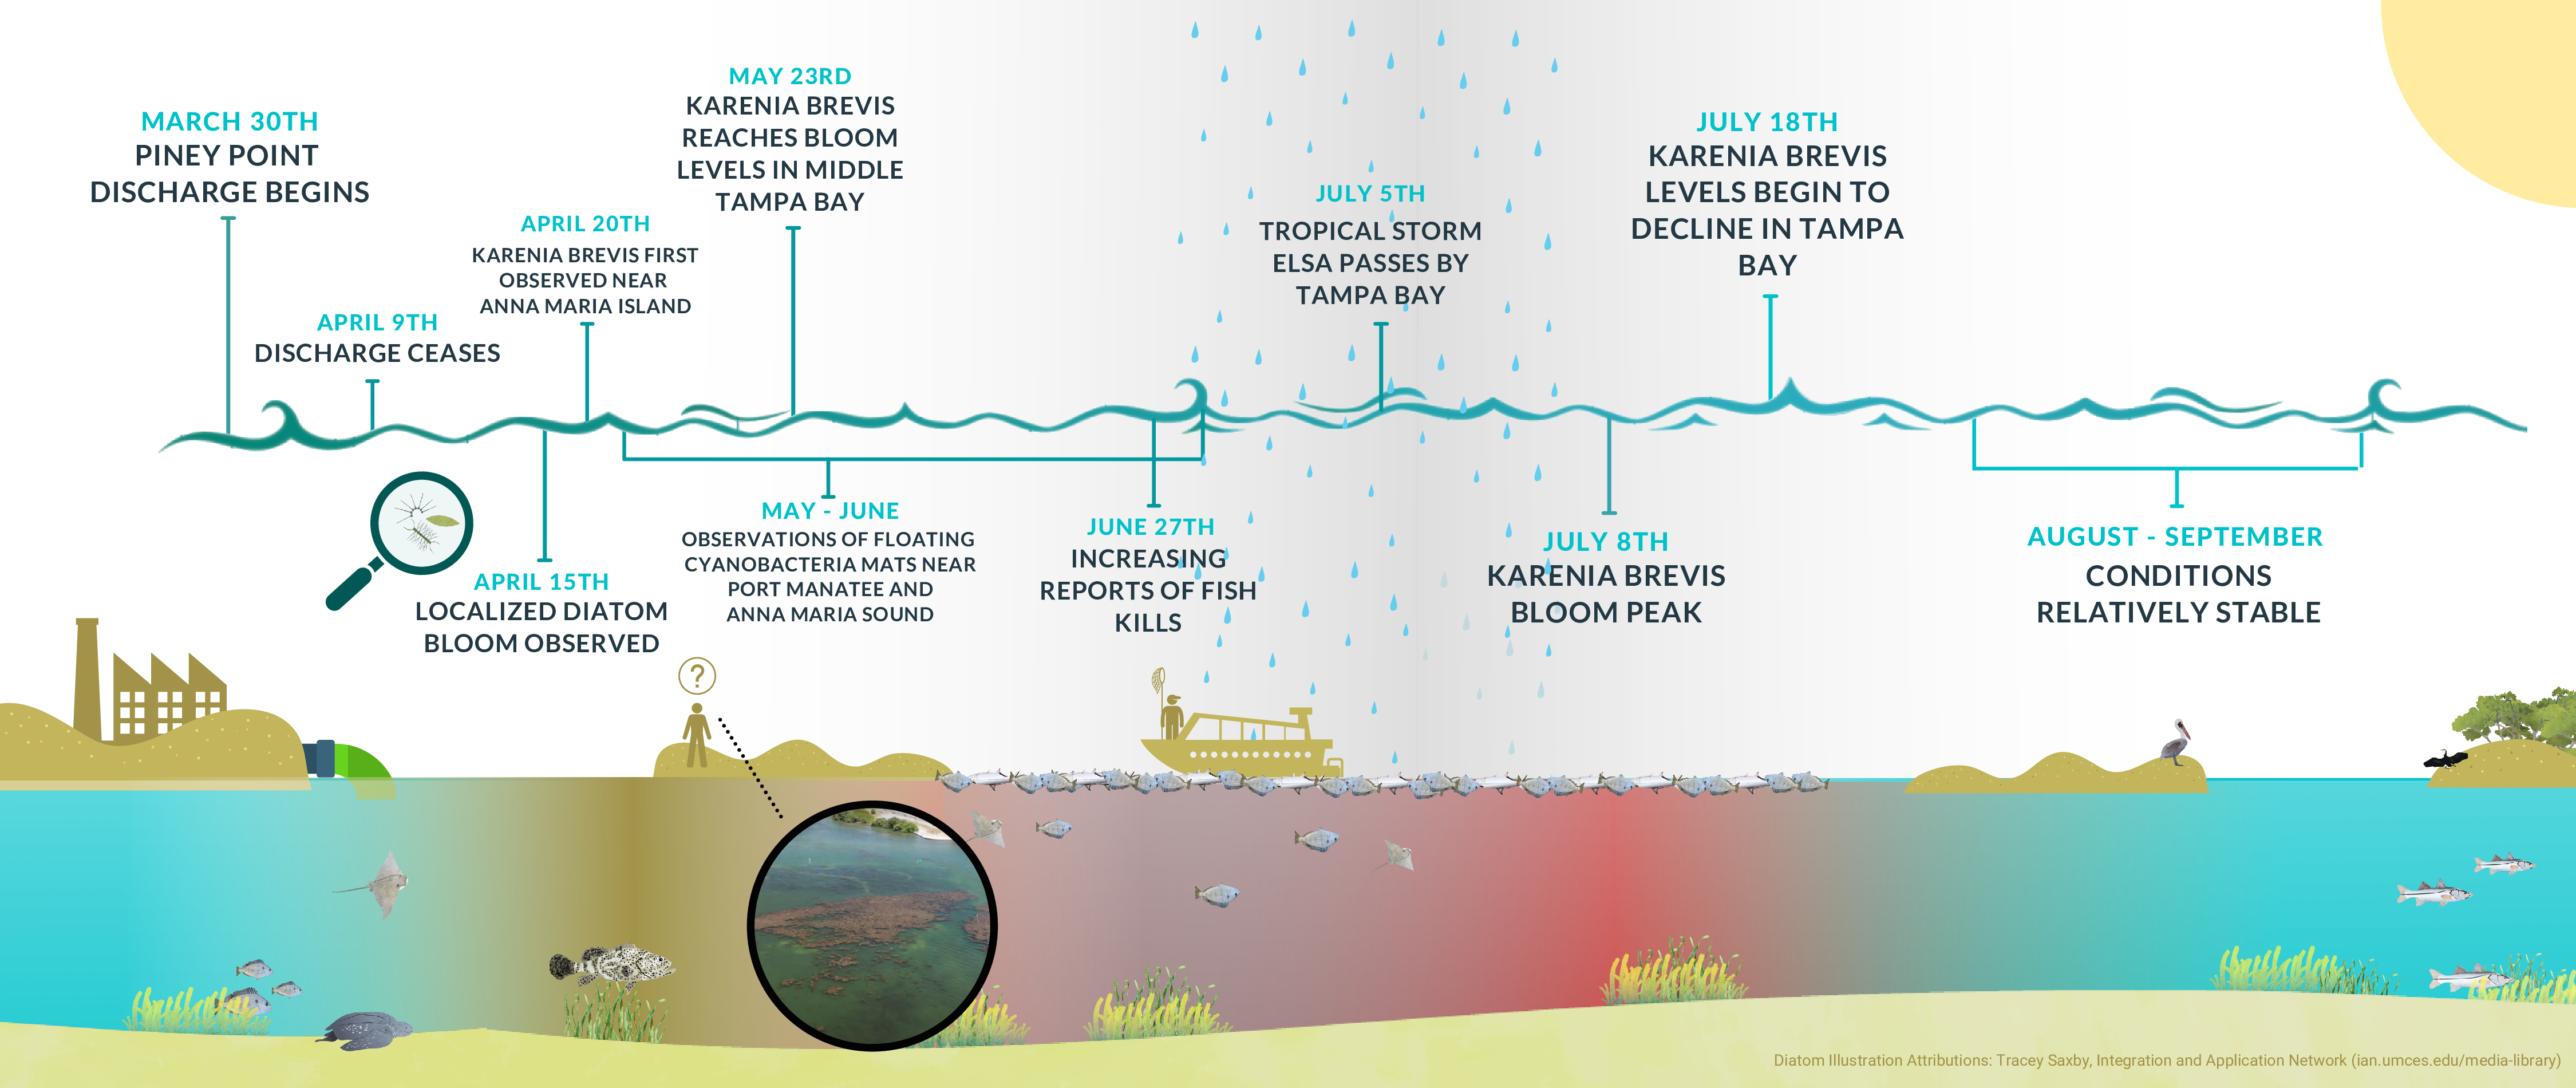 MARCH 30TH
PINEY POINT
DISCHARGE BEGINS
APRIL 9TH
DISCHARGE CEASES
APRIL 15TH
LOCALIZED DIATOM
BLOOM OBSERVED
APRIL 20TH
KARENIA BREVIS FIRST
OBSERVED NEAR
ANNA MARIA ISLAND
MAY 23RD
KARENIA BREVIS
REACHES BLOOM
LEVELS IN MIDDLE
TAMPA BAY
MAY - JUNE
OBSERVATIONS OF FLOATING
CYANOBACTERIA MATS NEAR
PORT MANATEE AND
ANNA MARIA SOUND
JUNE 27TH
INCREASING
REPORTS OF FISH
KILLS
JULY 5TH
TROPICAL STORM
ELSA PASSES BY
TAMPA BAY
JULY 8TH
KARENIA BREVIS
BLOOM PEAK
JULY 18TH
KARENIA BREVIS
LEVELS BEGIN TO
DECLINE IN TAMPA
BAY
AUGUST - SEPTEMBER
CONDITIONS
RELATIVELY STABLE
?
Diatom Illustration Attributions: Tracey Saxby, Integration and Application Network (ian.umces.edu/media-library)